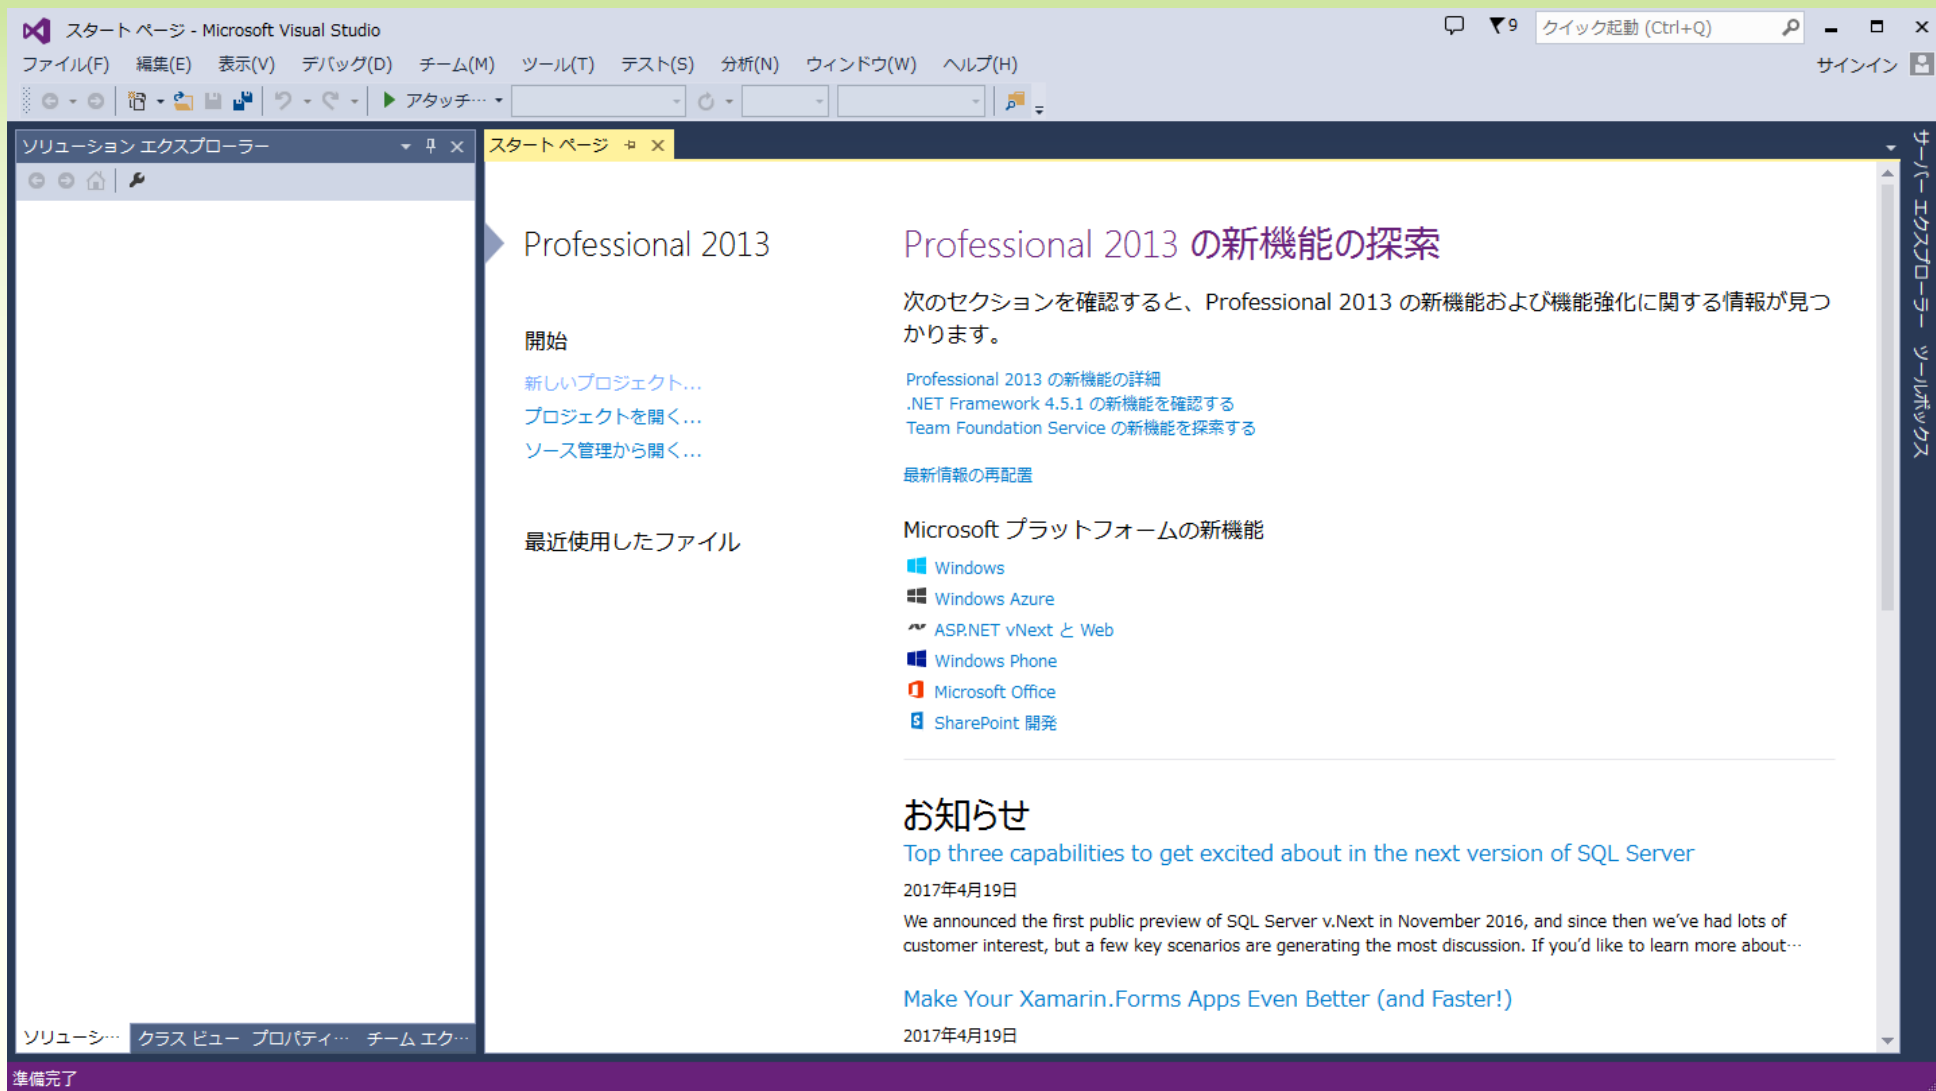 スタート ページ - Microsoft Visual Studio
9
クイック起動 (Ctrl+Q)
ファイル(F) 編集(E) 表示(V) デバッグ(D) チーム(M) ツール(T) テスト(S) 分析(N) ウィンドウ(W) ヘルプ(H)
サインイン
アタッチ…
ソリューション エクスプローラー
スタート ページ
サーバー エクスプローラー
ツールボックス
Professional 2013
開始
新しいプロジェクト...
プロジェクトを開く...
ソース管理から開く...
最近使用したファイル
Professional 2013 の新機能の探索
次のセクションを確認すると、Professional 2013 の新機能および機能強化に関する情報が見つ
かります。
Professional 2013 の新機能の詳細
.NET Framework 4.5.1 の新機能を確認する
Team Foundation Service の新機能を探索する
最新情報の再配置
Microsoft プラットフォームの新機能
Windows
Windows Azure
ASP.NET vNext と Web
Windows Phone
Microsoft Office
SharePoint 開発
お知らせ
Top three capabilities to get excited about in the next version of SQL Server
2017年4月19日
We announced the first public preview of SQL Server v.Next in November 2016, and since then we've had lots of
customer interest, but a few key scenarios are generating the most discussion. If you'd like to learn more about…
Make Your Xamarin.Forms Apps Even Better (and Faster!)
2017年4月19日
ソリューシ… クラス ビュー プロパティ… チーム エク…
準備完了